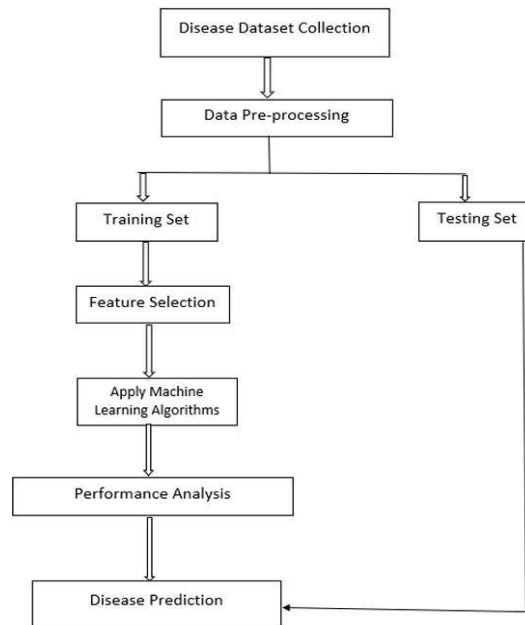 Disease Dataset Collection
Data Pre-processing
Training Set
Testing Set
Feature Selection
Apply Machine
Learning Algorithms
Performance Analysis
Disease Prediction